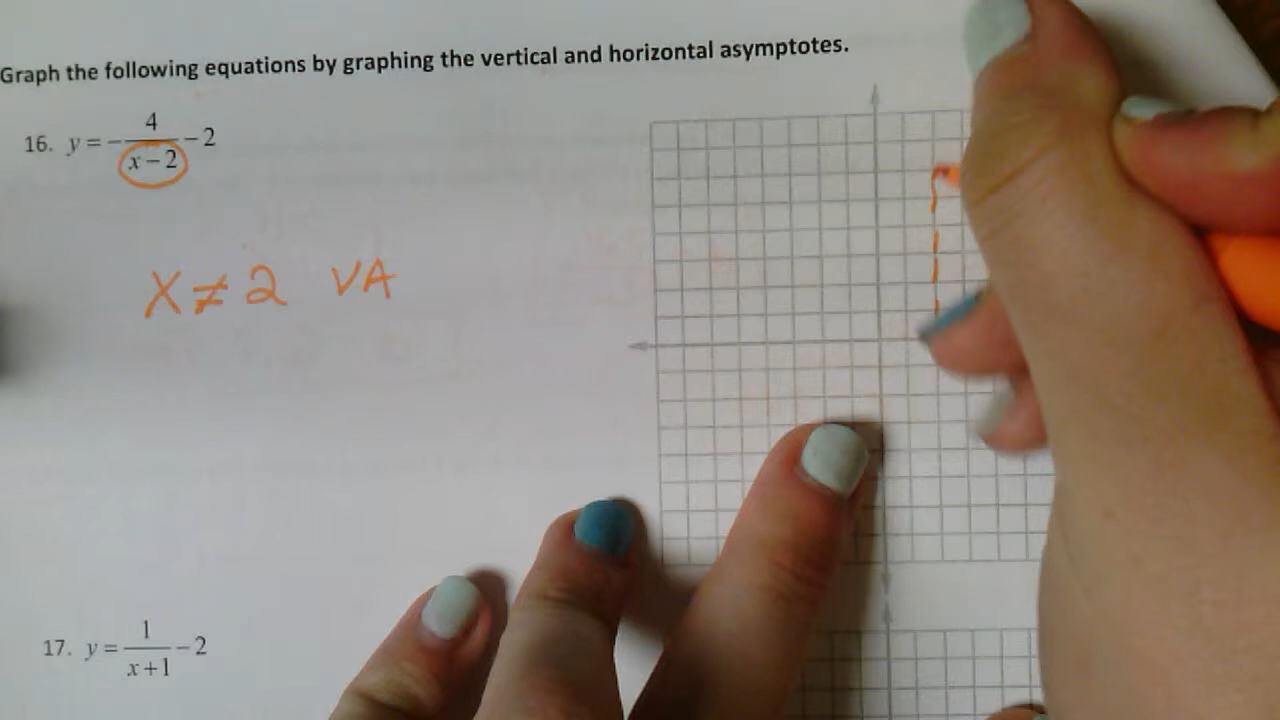 Graph the following equations by graphing the vertical and horizontal asymptotes.
16. y = - 4/(x - 2) - 2
X ≠ 2 VA
17. y = 1/(x + 1) - 2